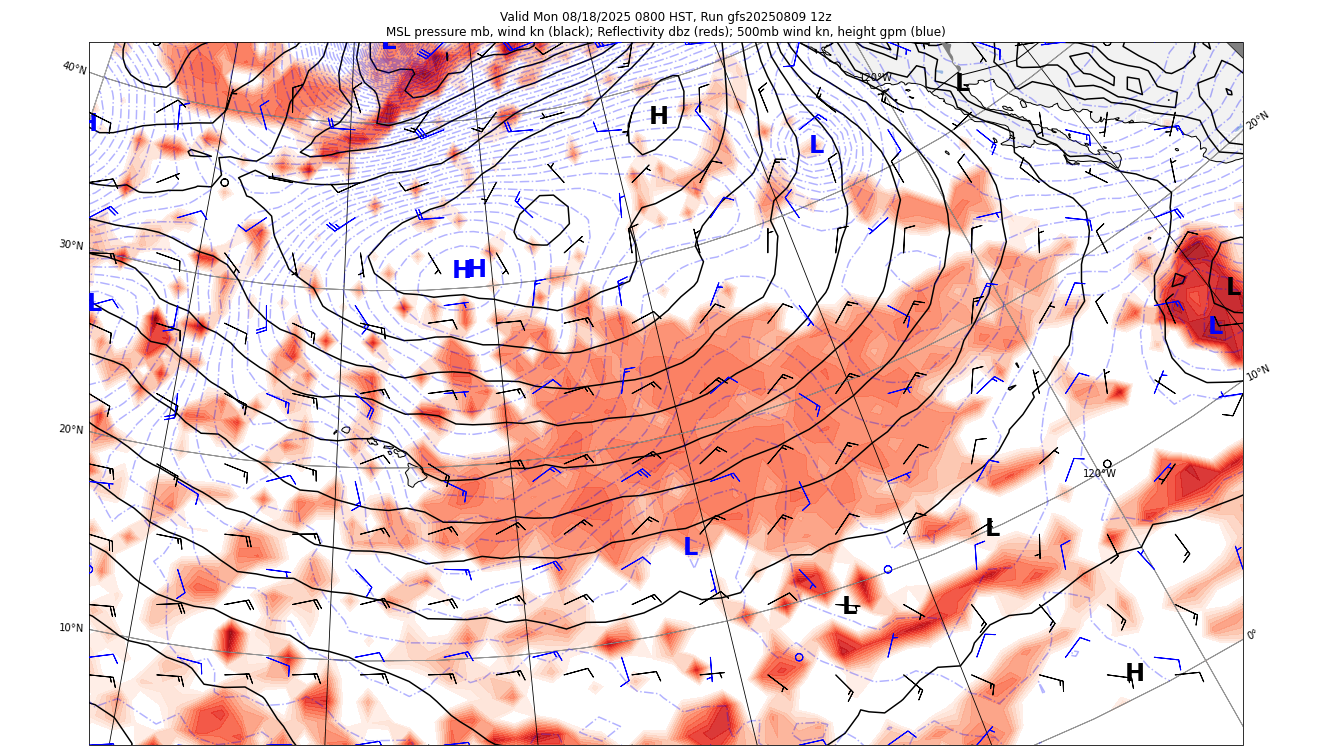 Valid Mon 08/18/2025 0800 HST, Run gfs20250809 12z
MSL pressure mb, wind kn (black); Reflectivity dbz (reds); 500mb wind kn, height gpm (blue)
L
40°N
120°W
L
H
H
L
20°N
30°N
HH
L
L
L
10°N
20°N
120°W
L
L
L
10°N
0°
H